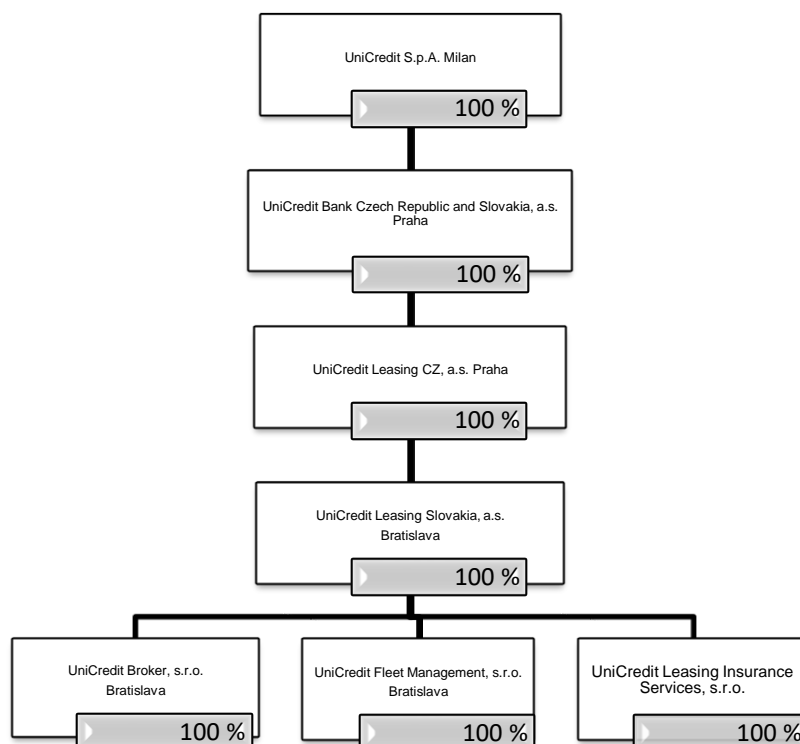 UniCredit S.p.A. Milan
100 %
UniCredit Bank Czech Republic and Slovakia, a.s.
Praha
100 %
UniCredit Leasing CZ, a.s. Praha
100 %
UniCredit Leasing Slovakia, a.s.
Bratislava
100 %
UniCredit Broker, s.r.o.
Bratislava
100 %
UniCredit Fleet Management, s.r.o.
Bratislava
100 %
UniCredit Leasing Insurance
Services, s.r.o.
100 %